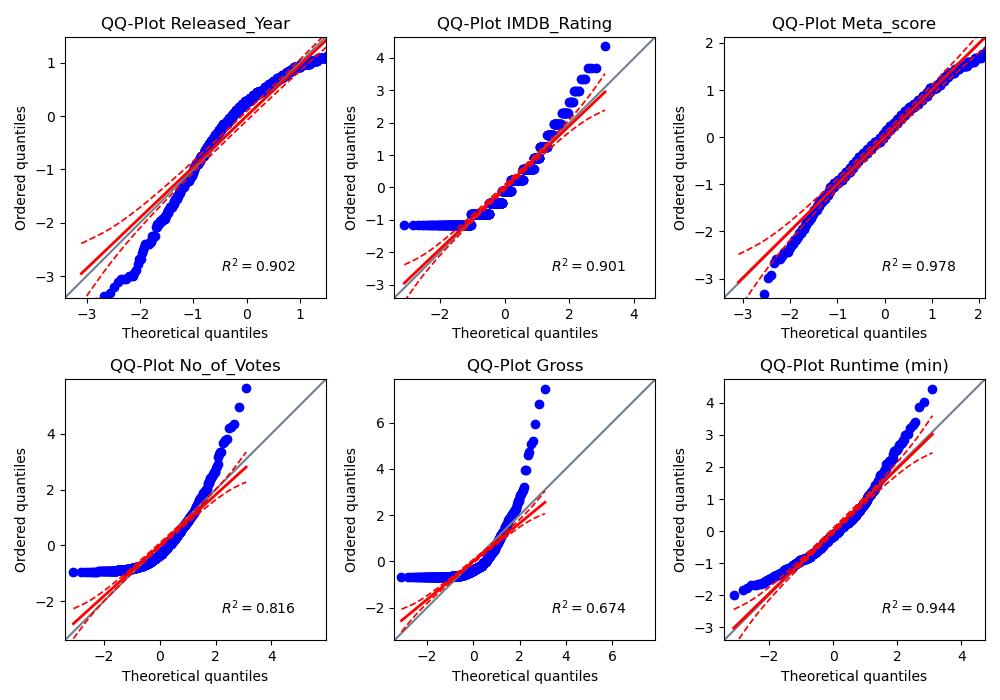 QQ-Plot Released_Year
Ordered quantiles
1
0
−1
−2
−3
R² = 0.902
−3 −2 −1 0 1
Theoretical quantiles
QQ-Plot IMDB_Rating
Ordered quantiles
4
3
2
1
0
−1
−2
−3
R² = 0.901
−2 0 2 4
Theoretical quantiles
QQ-Plot Meta_score
Ordered quantiles
2
1
0
−1
−2
−3
R² = 0.978
−3 −2 −1 0 1 2
Theoretical quantiles
QQ-Plot No_of_Votes
Ordered quantiles
4
2
0
−2
R² = 0.816
−2 0 2 4
Theoretical quantiles
QQ-Plot Gross
Ordered quantiles
6
4
2
0
−2
R² = 0.674
−2 0 2 4 6
Theoretical quantiles
QQ-Plot Runtime (min)
Ordered quantiles
4
3
2
1
0
−1
−2
−3
R² = 0.944
−2 0 2 4
Theoretical quantiles